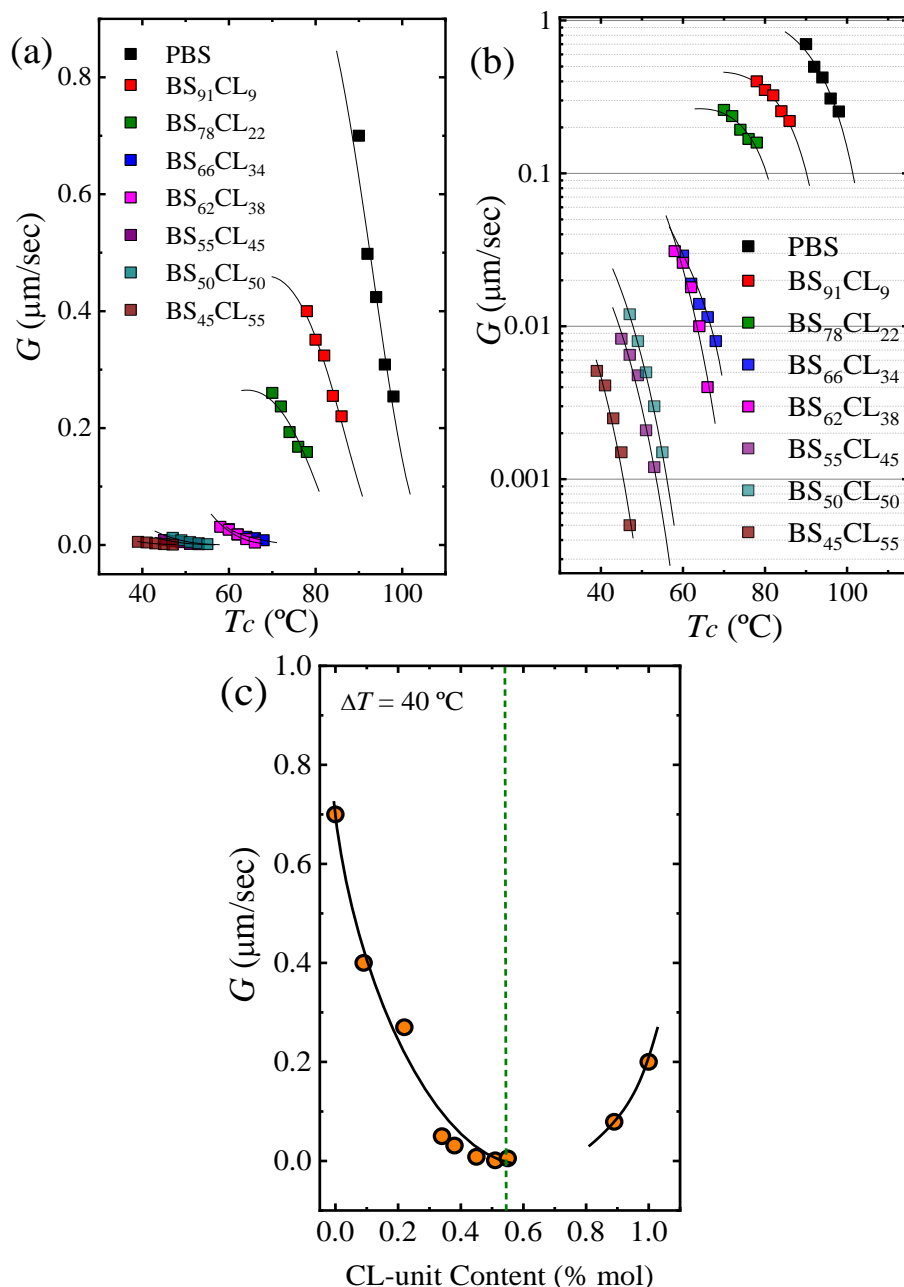 (a)
PBS
BS₉₁CL₉
BS₇₈CL₂₂
BS₆₆CL₃₄
BS₆₂CL₃₈
BS₅₅CL₄₅
BS₅₀CL₅₀
BS₄₅CL₅₅
0.8
0.6
0.4
0.2
0.0
G (μm/sec)
40 60 80 100
Tc (ºC)
(b)
1
0.1
0.01
0.001
G (μm/sec)
PBS
BS₉₁CL₉
BS₇₈CL₂₂
BS₆₆CL₃₄
BS₆₂CL₃₈
BS₅₅CL₄₅
BS₅₀CL₅₀
BS₄₅CL₅₅
40 60 80 100
Tc (ºC)
(c)
ΔT = 40 ºC
1.0
0.8
0.6
0.4
0.2
0.0
G (μm/sec)
0.0 0.2 0.4 0.6 0.8 1.0
CL-unit Content (% mol)